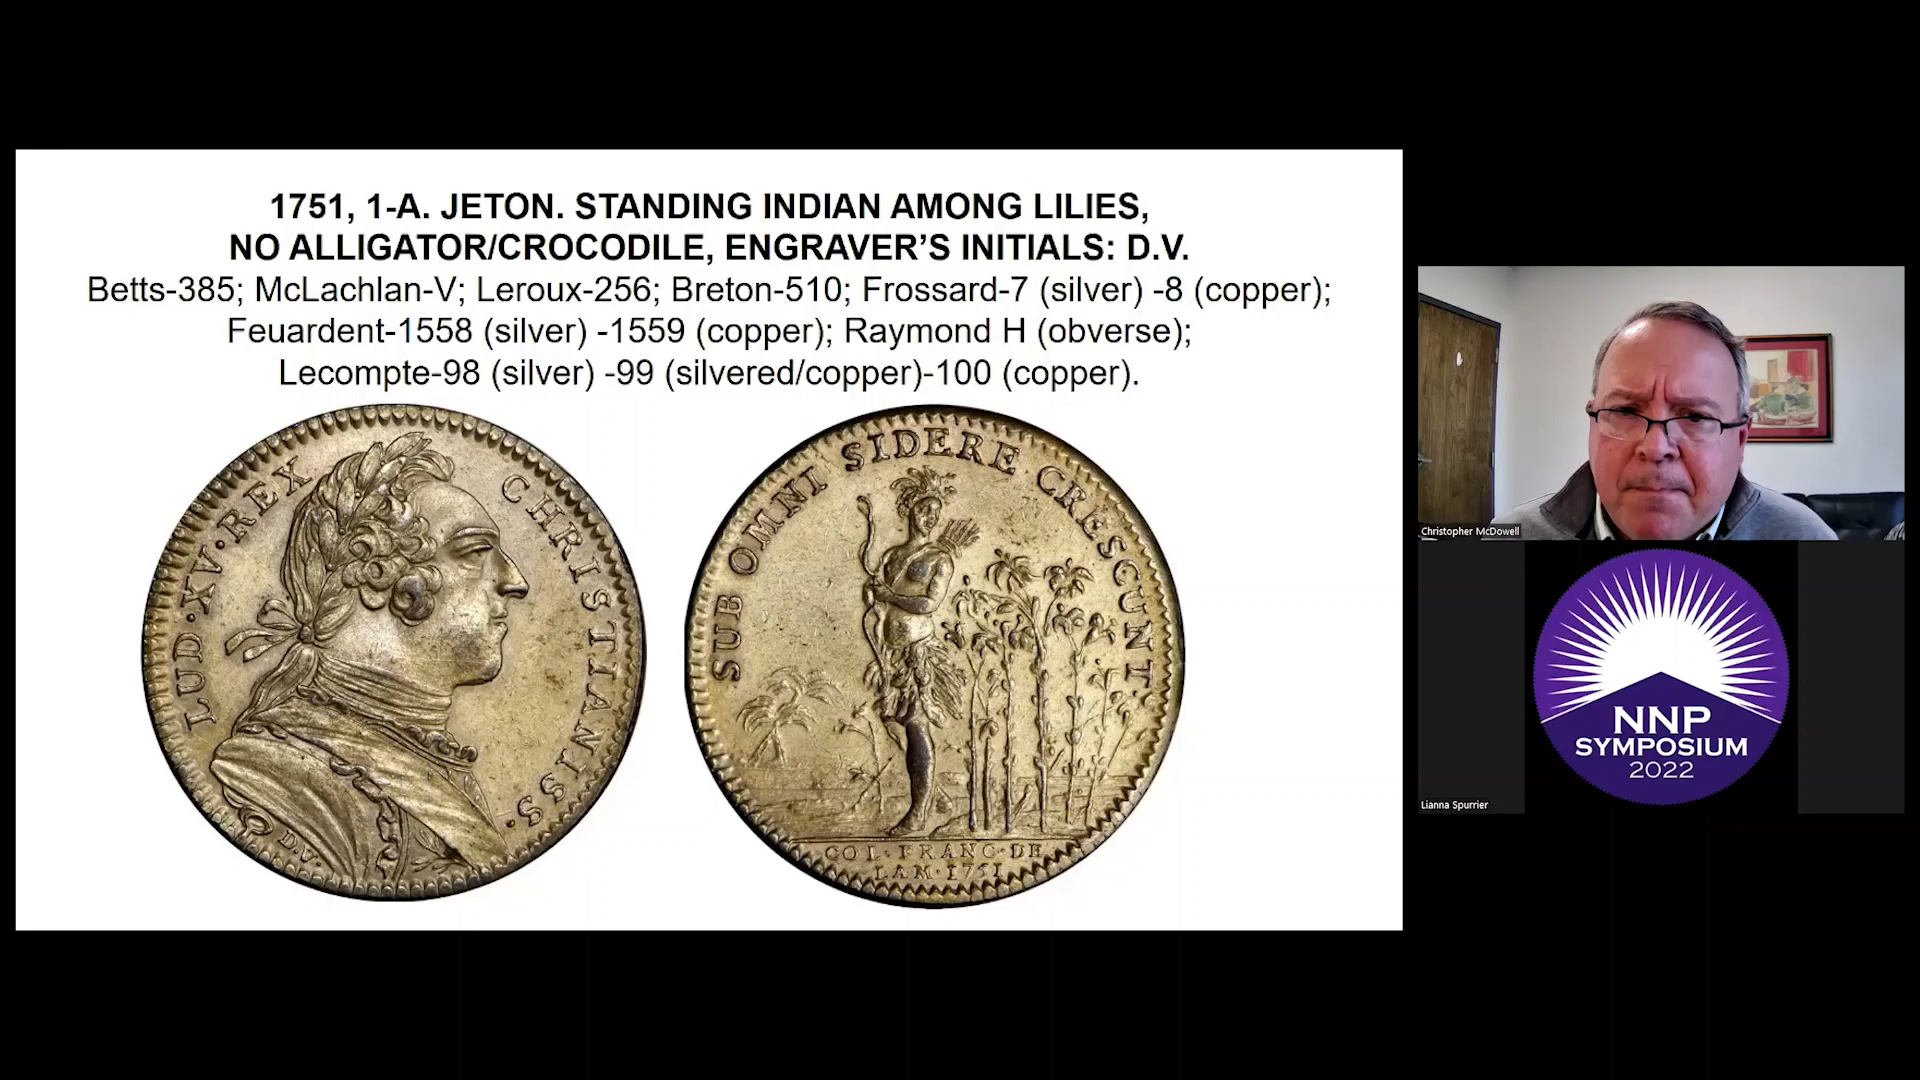 1751, 1-A. JETON. STANDING INDIAN AMONG LILIES,
NO ALLIGATOR/CROCODILE, ENGRAVER'S INITIALS: D.V.
Betts-385; McLachlan-V; Leroux-256; Breton-510; Frossard-7 (silver) -8 (copper);
Feuardent-1558 (silver) -1559 (copper); Raymond H (obverse);
Lecompte-98 (silver) -99 (silvered/copper)-100 (copper).
LUD·XV·REX CHRISTIANISS·
D.V.
SUB OMNI SIDERE CRESCUNT·
COL·FRANC·DE
LAM·1751
Christopher McDowell
NNP
SYMPOSIUM
2022
Lianna Spurrier